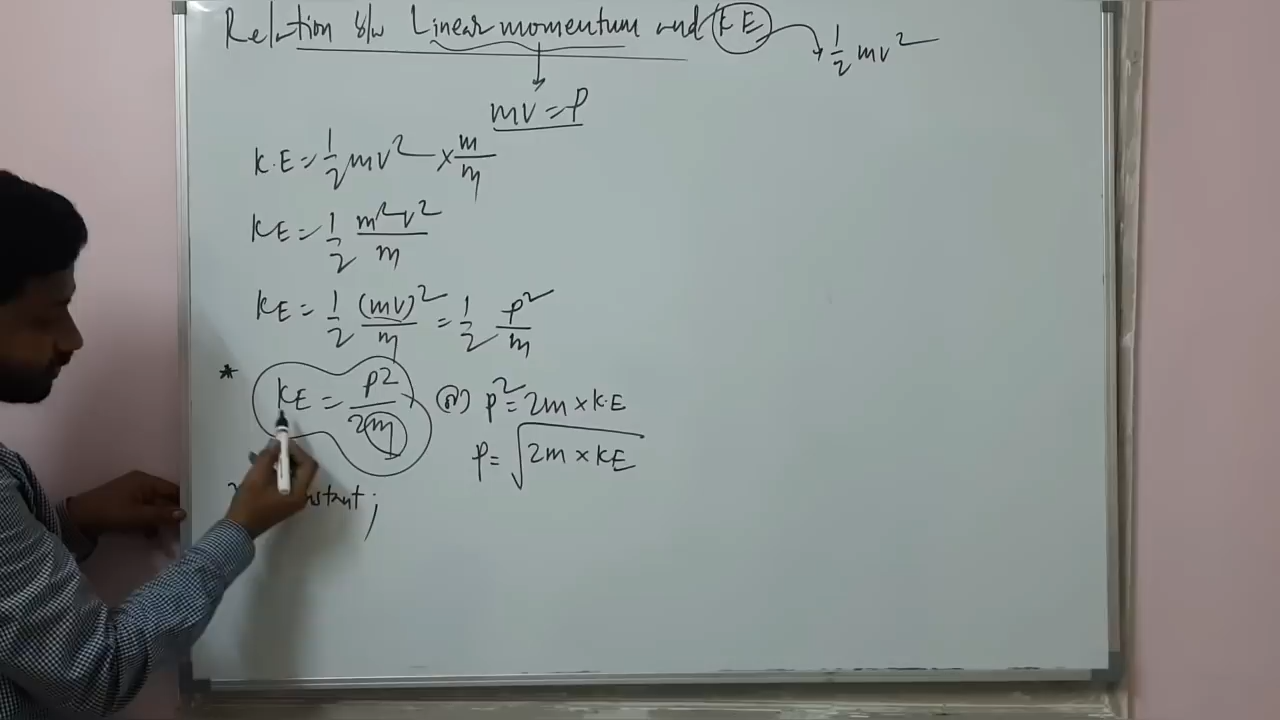 Relation b/w Linear momentum and KE → 1/2 mv²
mv = P
K.E = 1/2 mv² × m/m
KE = 1/2 m²v²/m
KE = 1/2 (mv)²/m = 1/2 P²/m
* KE = P²/2m (or) P² = 2m × K.E
P = √(2m × KE)
;